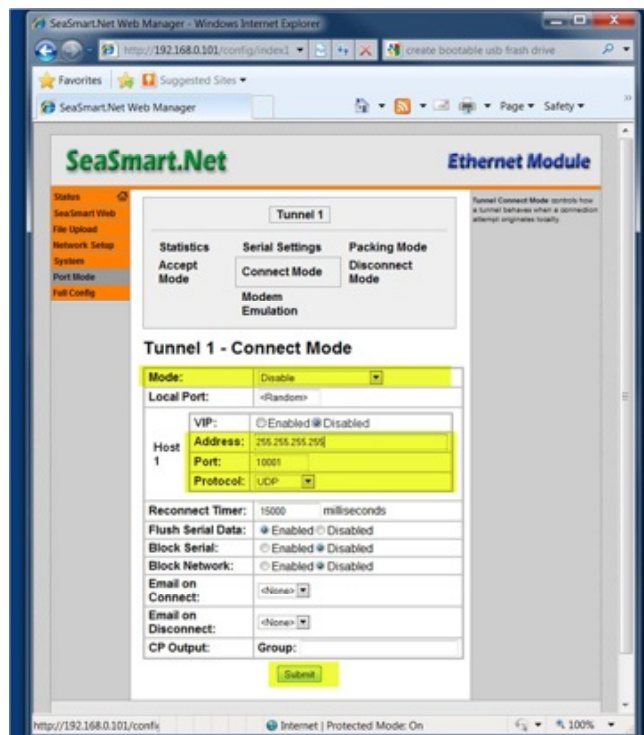 SeaSmart.Net Web Manager - Windows Internet Explorer
http://192.168.0.101/config/index1
create bootable usb frash drive
Favorites
Suggested Sites
SeaSmart.Net Web Manager
Page
Safety
SeaSmart.Net
Ethernet Module
Status
SeaSmart Web
File Upload
Network Setup
System
Port Mode
Full Config
Tunnel 1
Statistics
Serial Settings
Packing Mode
Accept Mode
Connect Mode
Disconnect Mode
Modem Emulation
Tunnel Connect Mode controls how
a tunnel behaves when a connection
attempt originates locally.
Tunnel 1 - Connect Mode
Mode: Disable
Local Port: <Random>
Host 1
VIP: Enabled Disabled
Address: 255.255.255.255
Port: 10001
Protocol: UDP
Reconnect Timer: 15000 milliseconds
Flush Serial Data: Enabled Disabled
Block Serial: Enabled Disabled
Block Network: Enabled Disabled
Email on Connect: <None>
Email on Disconnect: <None>
CP Output: Group:
Submit
http://192.168.0.101/config
Internet | Protected Mode: On
100%